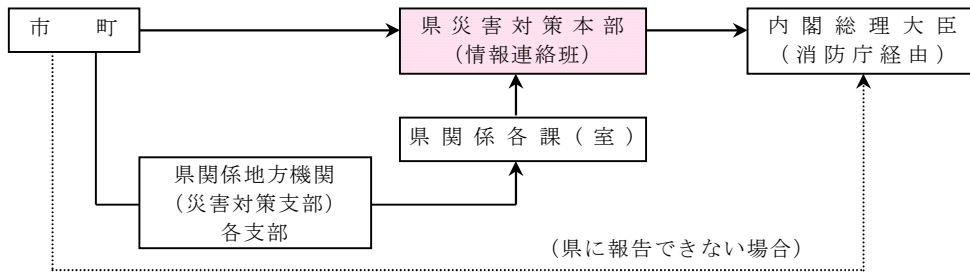 市　　町
県災害対策本部
(情報連絡班)
内閣総理大臣
(消防庁経由)
県関係各課(室)
県関係地方機関
(災害対策支部)
各支部
(県に報告できない場合)